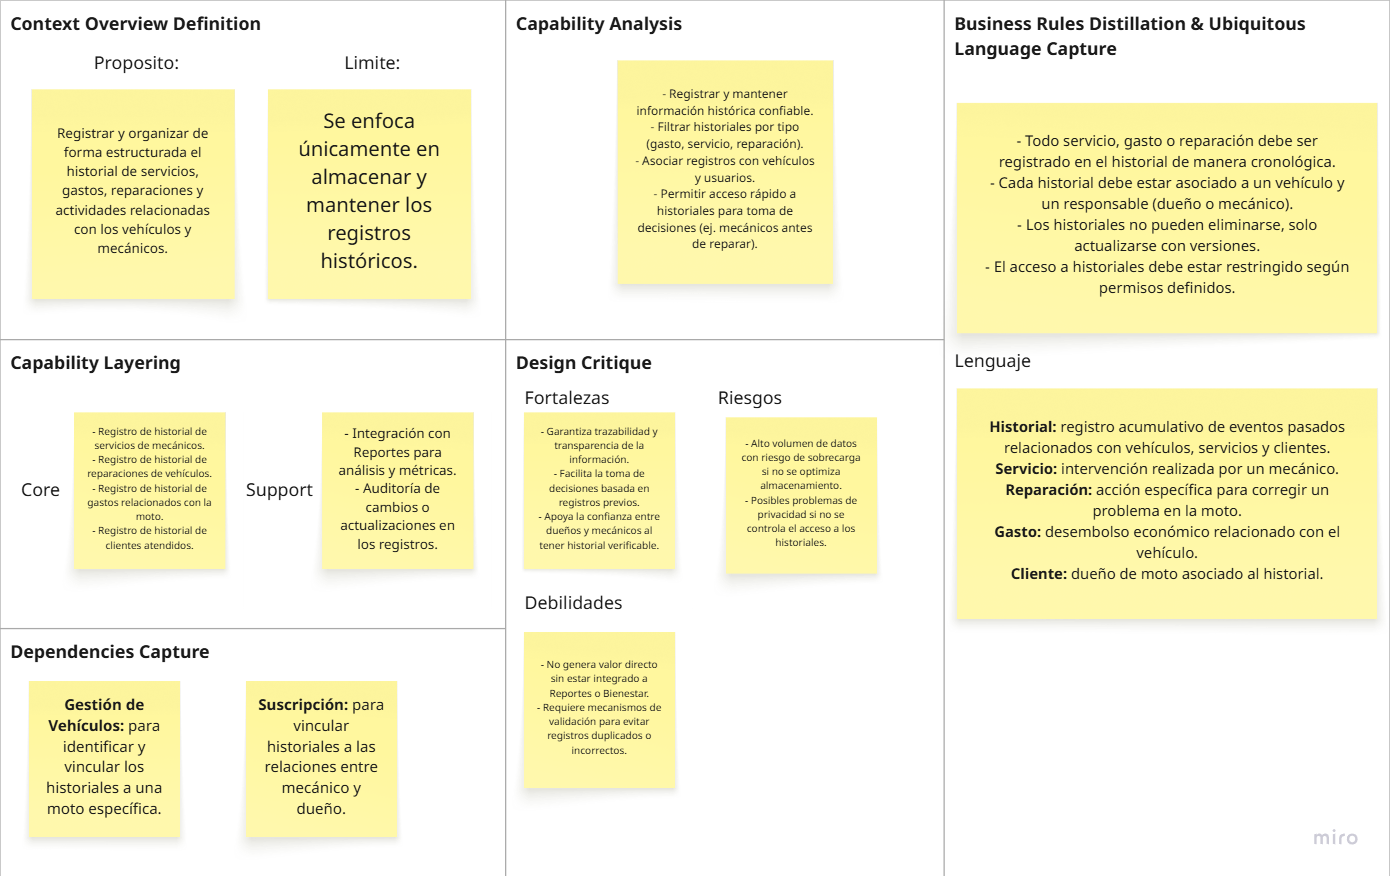 Context Overview Definition
Proposito:
Registrar y organizar de
forma estructurada el
historial de servicios,
gastos, reparaciones y
actividades relacionadas
con los vehículos y
mecánicos.
Limite:
Se enfoca
únicamente en
almacenar y
mantener los
registros
históricos.
Capability Analysis
- Registrar y mantener
información histórica confiable.
- Filtrar historiales por tipo
(gasto, servicio, reparación).
- Asociar registros con vehículos
y usuarios.
- Permitir acceso rápido a
historiales para toma de
decisiones (ej. mecánicos antes
de reparar).
Business Rules Distillation & Ubiquitous
Language Capture
- Todo servicio, gasto o reparación debe ser
registrado en el historial de manera cronológica.
- Cada historial debe estar asociado a un vehículo y
un responsable (dueño o mecánico).
- Los historiales no pueden eliminarse, solo
actualizarse con versiones.
- El acceso a historiales debe estar restringido según
permisos definidos.
Lenguaje
Historial: registro acumulativo de eventos pasados
relacionados con vehículos, servicios y clientes.
Servicio: intervención realizada por un mecánico.
Reparación: acción específica para corregir un
problema en la moto.
Gasto: desembolso económico relacionado con el
vehículo.
Cliente: dueño de moto asociado al historial.
Capability Layering
Core
- Registro de historial de
servicios de mecánicos.
- Registro de historial de
reparaciones de vehículos.
- Registro de historial de
gastos relacionados con la
moto.
- Registro de historial de
clientes atendidos.
Support
- Integración con
Reportes para
análisis y métricas.
- Auditoría de
cambios o
actualizaciones en
los registros.
Design Critique
Fortalezas
- Garantiza trazabilidad y
transparencia de la
información.
- Facilita la toma de
decisiones basada en
registros previos.
- Apoya la confianza entre
dueños y mecánicos al
tener historial verificable.
Riesgos
- Alto volumen de datos
con riesgo de sobrecarga
si no se optimiza
almacenamiento.
- Posibles problemas de
privacidad si no se
controla el acceso a los
historiales.
Debilidades
- No genera valor directo
sin estar integrado a
Reportes o Bienestar.
- Requiere mecanismos de
validación para evitar
registros duplicados o
incorrectos.
Dependencies Capture
Gestión de
Vehículos: para
identificar y
vincular los
historiales a una
moto específica.
Suscripción: para
vincular
historiales a las
relaciones entre
mecánico y
dueño.
miro